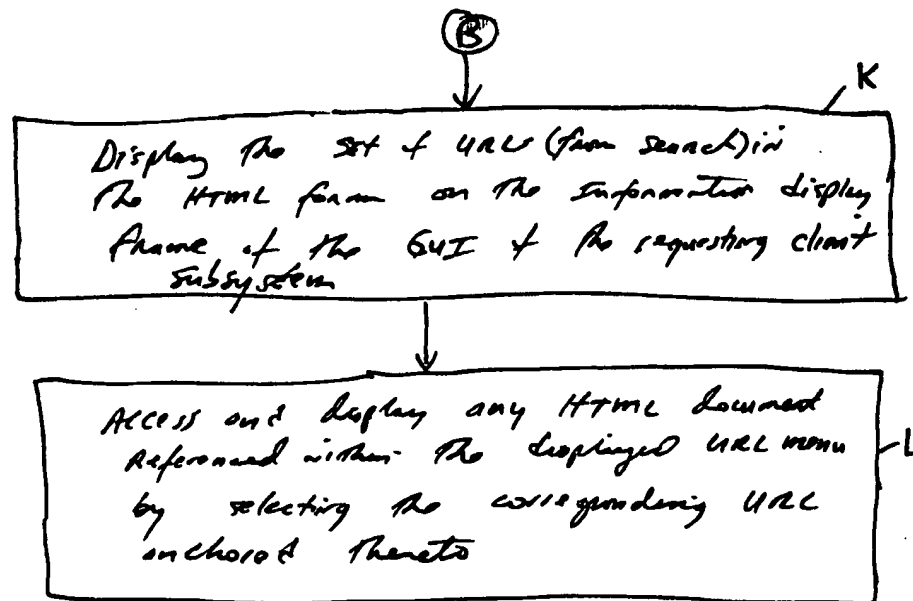 B
K
Display the set of URLs (from search) in
the HTML form on the Information display
frame of the GUI of the requesting client
subsystem
Access and display any HTML document
Referenced within the displayed URL menu
L
by selecting the corresponding URL
anchored thereto